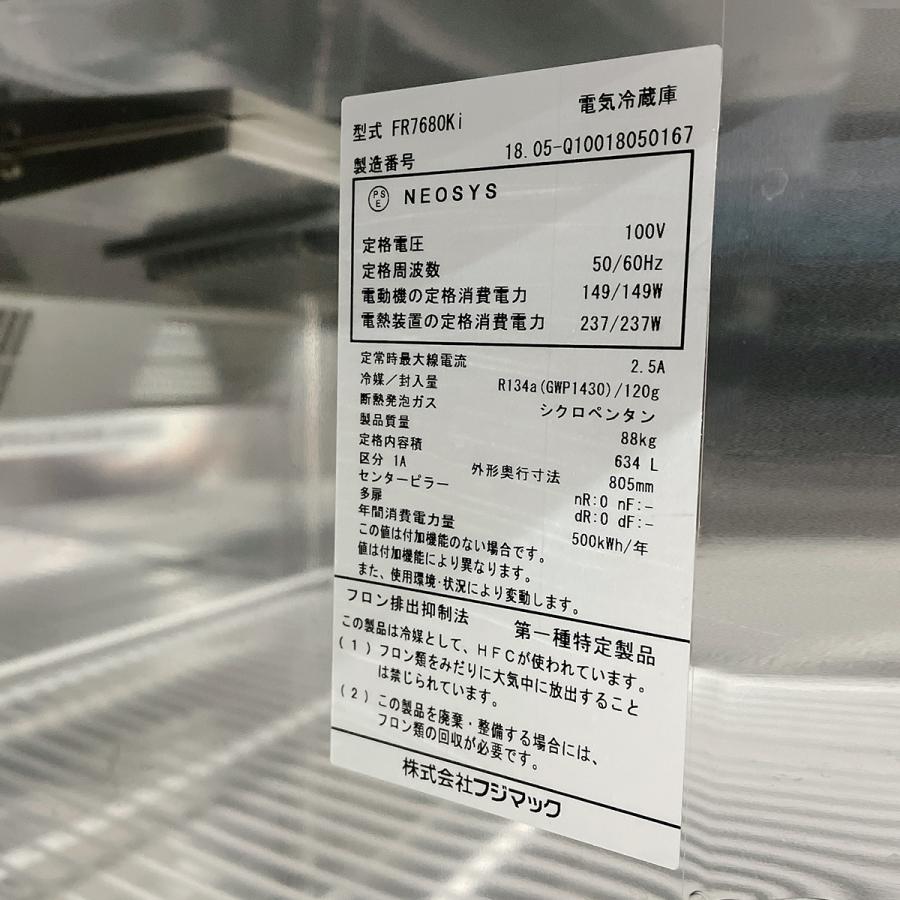 電気冷蔵庫
型式 FR7680Ki
製造番号 18.05-Q10018050167
PSE NEOSYS
定格電圧 100V
定格周波数 50/60Hz
電動機の定格消費電力 149/149W
電熱装置の定格消費電力 237/237W
定常時最大線電流 2.5A
冷媒/封入量 R134a(GWP1430)/120g
断熱発泡ガス シクロペンタン
製品質量 88kg
定格内容積 634 L
区分 1A 外形奥行寸法 805mm
センターピラー nR:0 nF:-
多扉 dR:0 dF:-
年間消費電力量 500kWh/年
この値は付加機能のない場合です。
値は付加機能により異なります。
また、使用環境・状況により変動します。
フロン排出抑制法 第一種特定製品
この製品は冷媒として、HFCが使われています。
(1) フロン類をみだりに大気中に放出すること
は禁じられています。
(2) この製品を廃棄・整備する場合には、
フロン類の回収が必要です。
株式会社フジマック